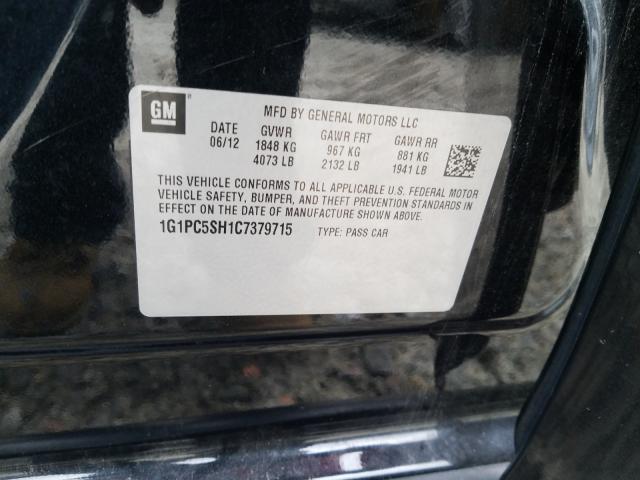 GM
MFD BY GENERAL MOTORS LLC
DATE GVWR GAWR FRT GAWR RR
06/12 1848 KG 967 KG 881 KG
4073 LB 2132 LB 1941 LB
THIS VEHICLE CONFORMS TO ALL APPLICABLE U.S. FEDERAL MOTOR
VEHICLE SAFETY, BUMPER, AND THEFT PREVENTION STANDARDS IN
EFFECT ON THE DATE OF MANUFACTURE SHOWN ABOVE.
1G1PC5SH1C7379715 TYPE: PASS CAR